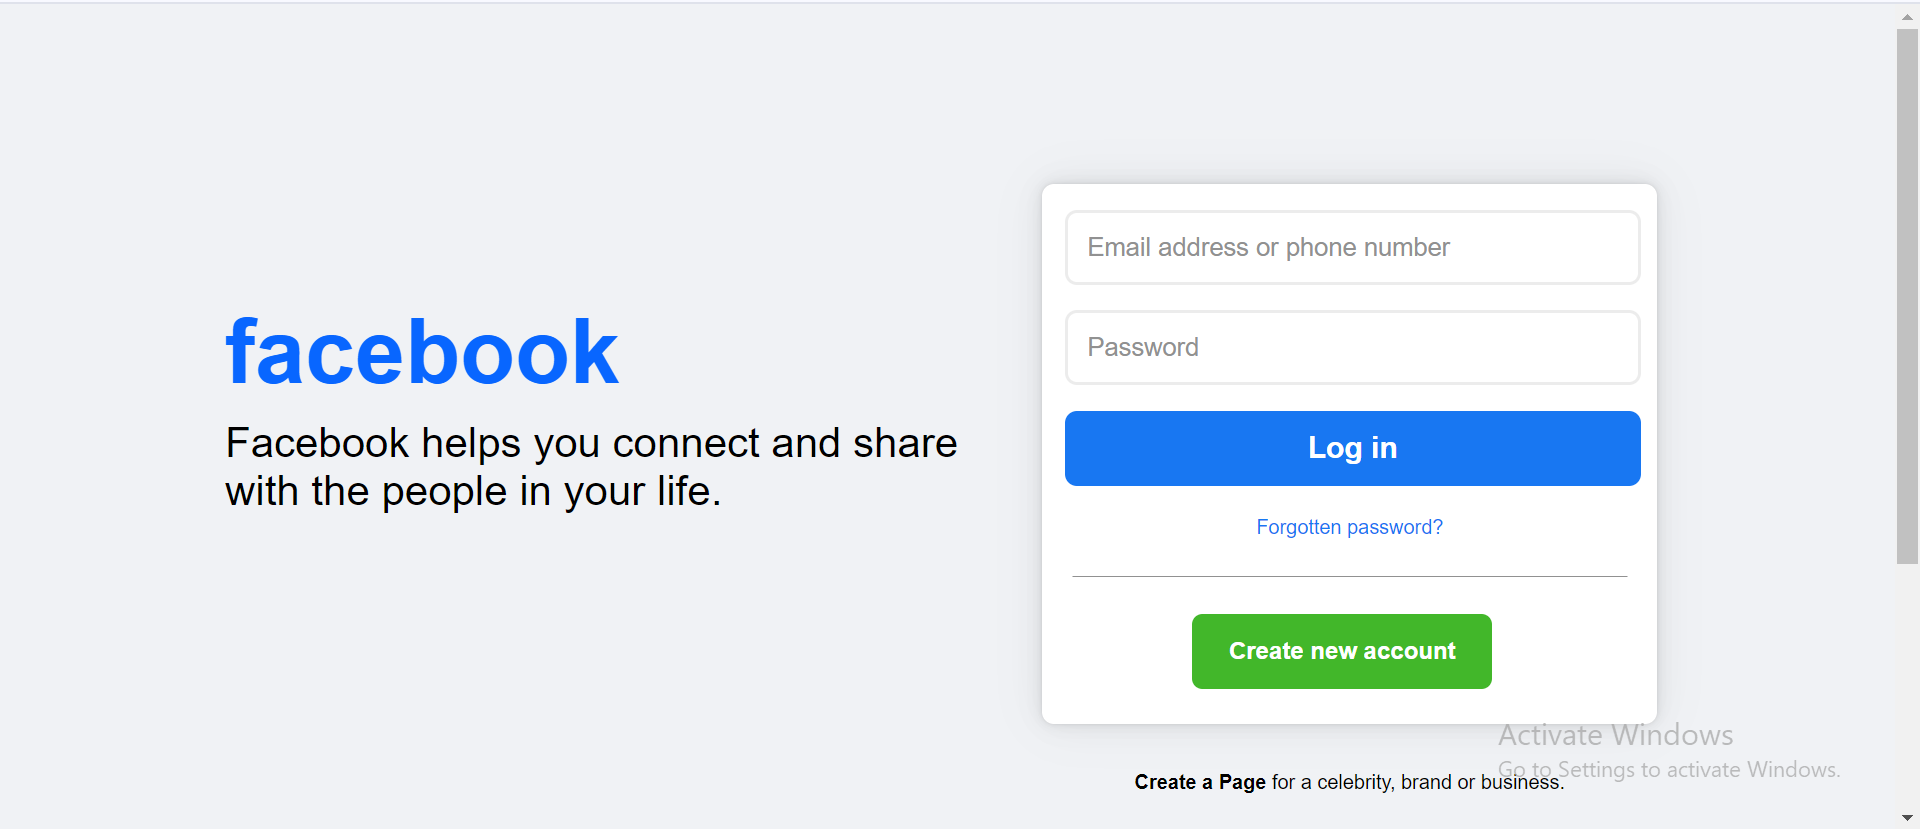 facebook
Facebook helps you connect and share
with the people in your life.
Email address or phone number
Password
Log in
Forgotten password?
Create new account
Create a Page for a celebrity, brand or business.
Activate Windows
Go to Settings to activate Windows.